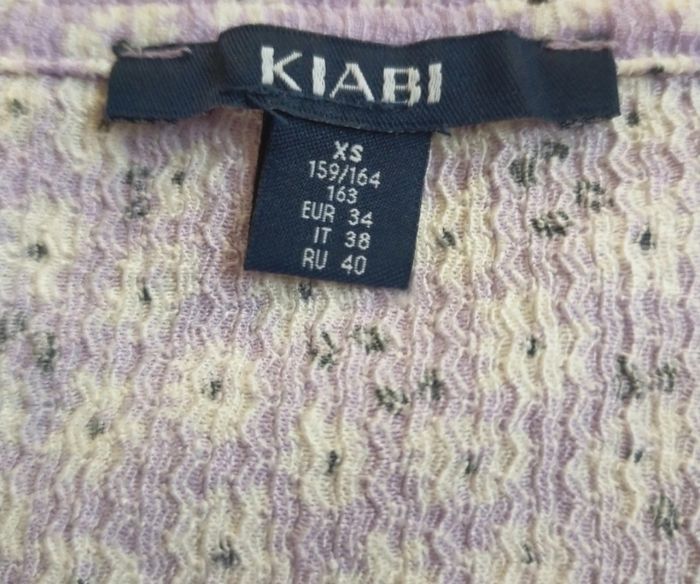 KIABI
XS
159/164
163
EUR 34
IT 38
RU 40